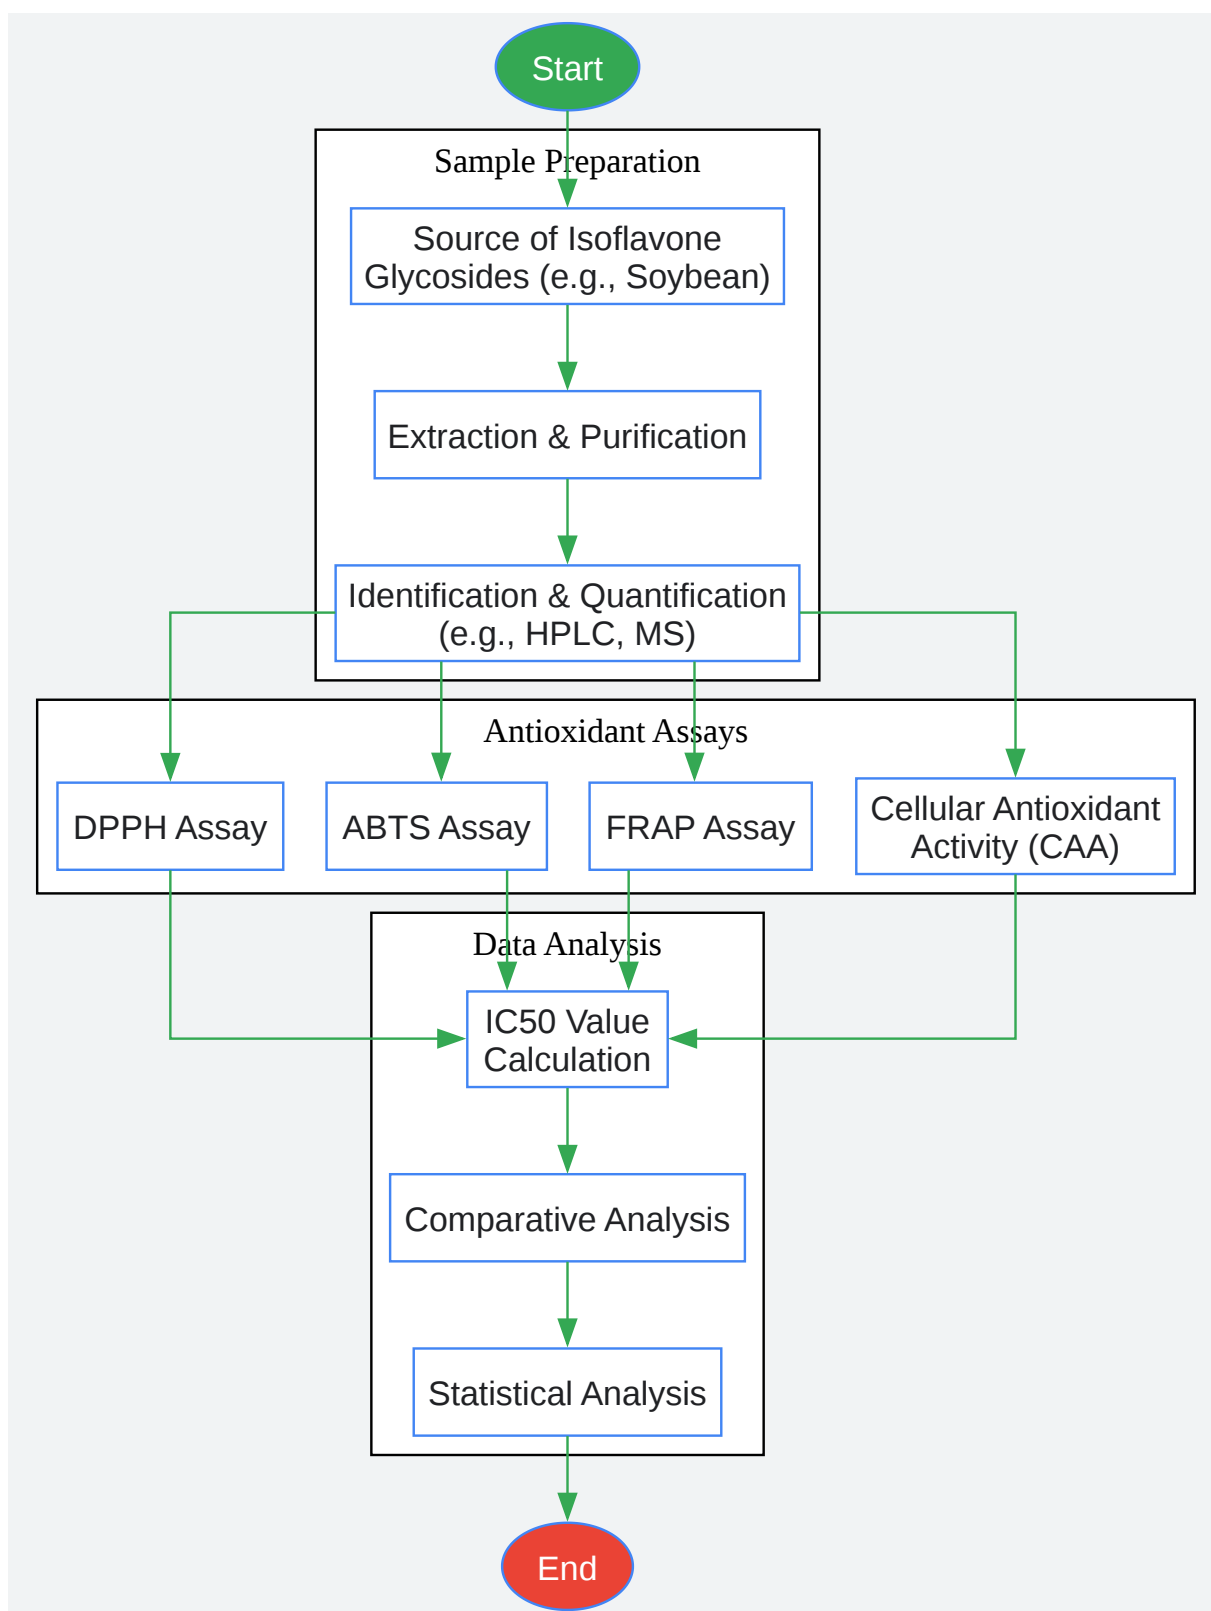 Start
Sample Preparation
Source of Isoflavone
Glycosides (e.g., Soybean)
Extraction & Purification
Identification & Quantification
(e.g., HPLC, MS)
Antioxidant Assays
DPPH Assay
ABTS Assay
FRAP Assay
Cellular Antioxidant
Activity (CAA)
Data Analysis
IC50 Value
Calculation
Comparative Analysis
Statistical Analysis
End